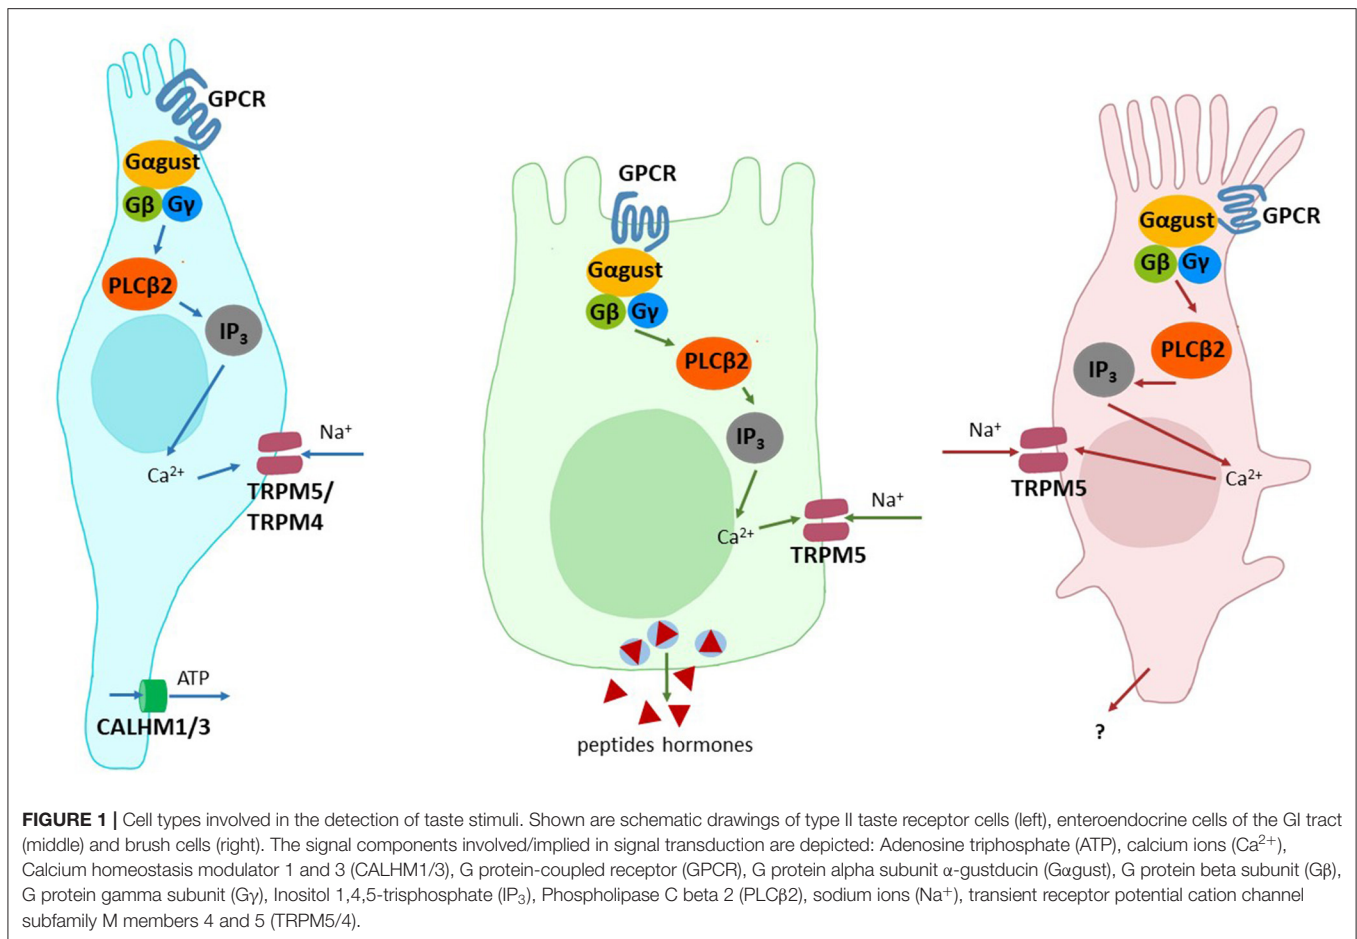 GPCR
Gαgust
Gβ
Gγ
PLCβ2
IP₃
Na⁺
Ca²⁺
TRPM5/
TRPM4
ATP
CALHM1/3
GPCR
Gαgust
Gβ
Gγ
PLCβ2
IP₃
Na⁺
Ca²⁺
TRPM5
peptides hormones
GPCR
Gαgust
Gβ
Gγ
PLCβ2
IP₃
Na⁺
TRPM5
Ca²⁺
?
FIGURE 1 | Cell types involved in the detection of taste stimuli. Shown are schematic drawings of type II taste receptor cells (left), enteroendocrine cells of the GI tract
(middle) and brush cells (right). The signal components involved/implied in signal transduction are depicted: Adenosine triphosphate (ATP), calcium ions (Ca²⁺),
Calcium homeostasis modulator 1 and 3 (CALHM1/3), G protein-coupled receptor (GPCR), G protein alpha subunit α-gustducin (Gαgust), G protein beta subunit (Gβ),
G protein gamma subunit (Gγ), Inositol 1,4,5-trisphosphate (IP₃), Phospholipase C beta 2 (PLCβ2), sodium ions (Na⁺), transient receptor potential cation channel
subfamily M members 4 and 5 (TRPM5/4).